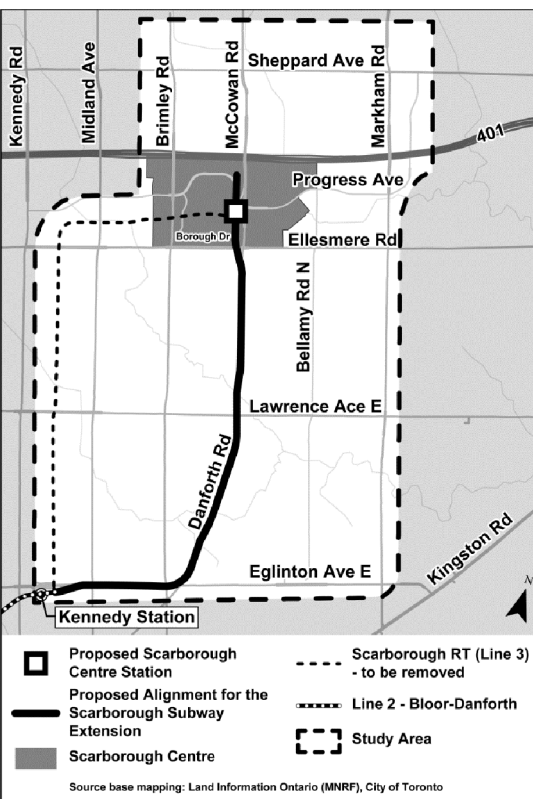 Kennedy Rd
Midland Ave
Brimley Rd
McCowan Rd
Markham Rd
Sheppard Ave
401
Progress Ave
Borough Dr
Ellesmere Rd
Bellamy Rd N
Lawrence Ace E
Danforth Rd
Eglinton Ave E
Kingston Rd
Kennedy Station
N
Proposed Scarborough
Centre Station
Proposed Alignment for the
Scarborough Subway
Extension
Scarborough Centre
Scarborough RT (Line 3)
- to be removed
Line 2 - Bloor-Danforth
Study Area
Source base mapping: Land Information Ontario (MNRF), City of Toronto